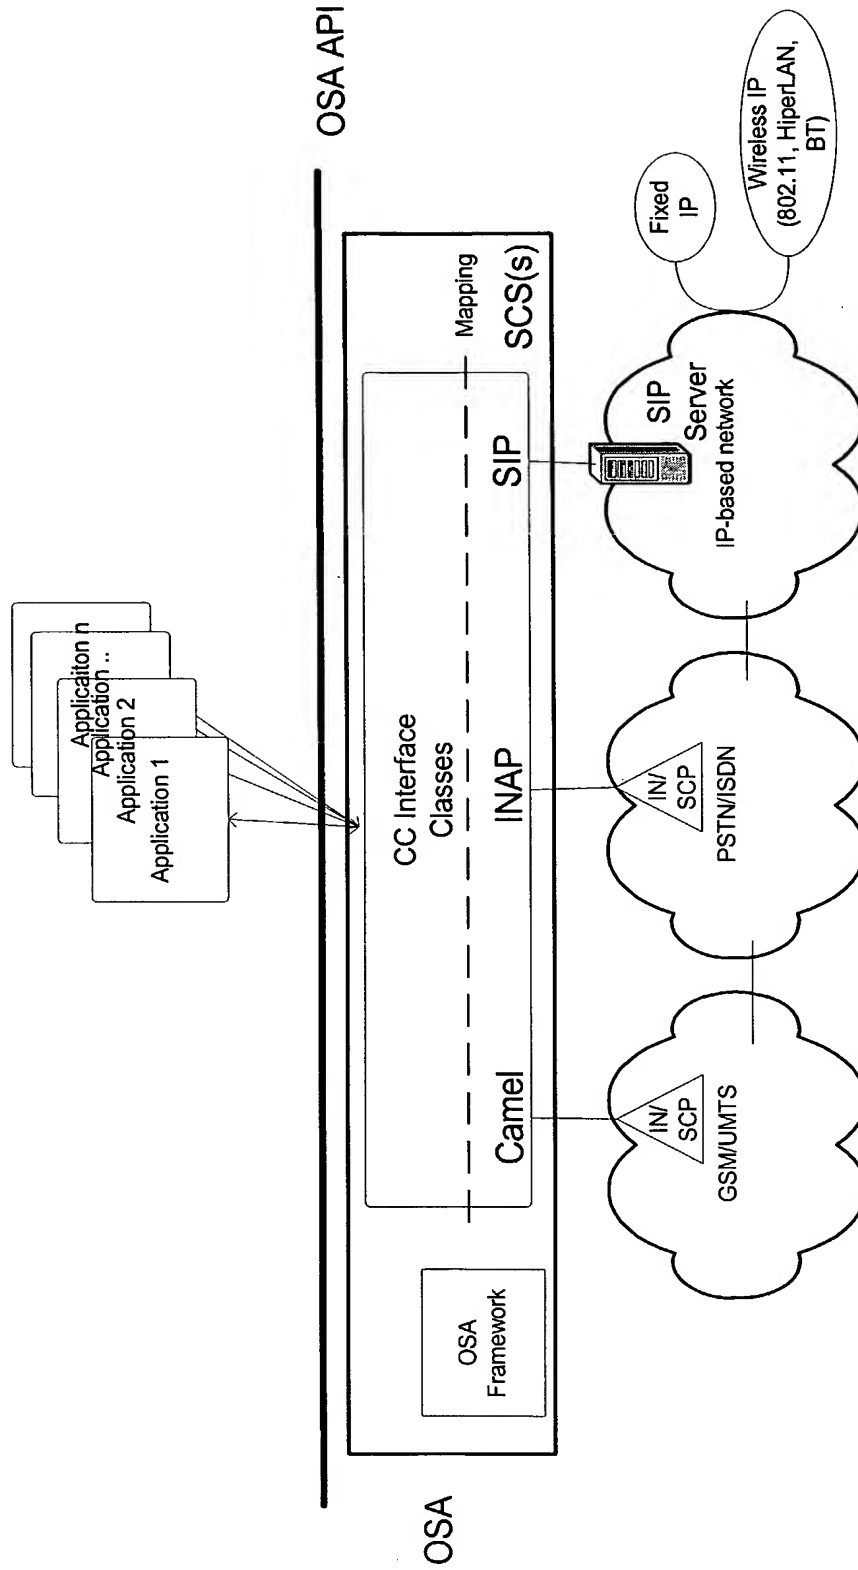 Applicaiton n
Application ..
Application 2
Application 1
OSA API
OSA
OSA
Framework
CC Interface
Classes
Mapping
Camel
INAP
SIP
SCS(s)
IN/
SCP
GSM/UMTS
IN/
SCP
PSTN/ISDN
SIP
Server
IP-based network
Fixed
IP
Wireless IP
(802.11, HiperLAN,
BT)